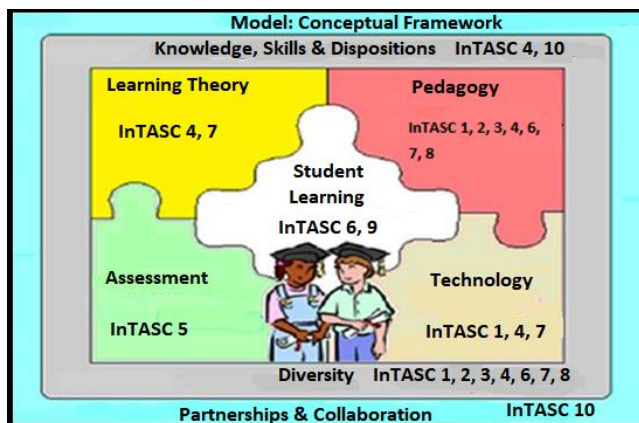 Model: Conceptual Framework
Knowledge, Skills & Dispositions InTASC 4, 10
Learning Theory
InTASC 4, 7
Pedagogy
InTASC 1, 2, 3, 4, 6,
7, 8
Student
Learning
InTASC 6, 9
Assessment
InTASC 5
Technology
InTASC 1, 4, 7
Diversity InTASC 1, 2, 3, 4, 6, 7, 8
Partnerships & Collaboration InTASC 10